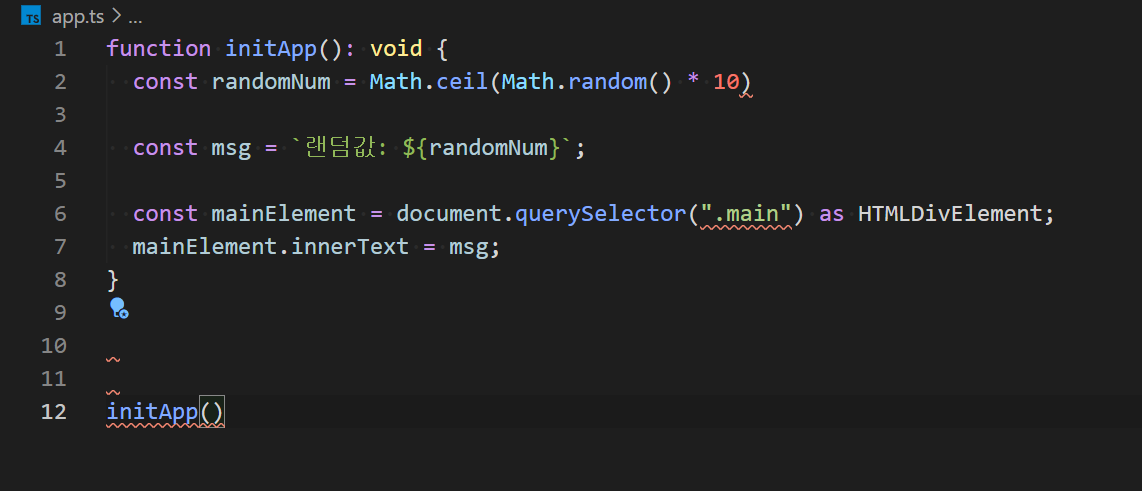 TS app.ts > ...
1 function initApp(): void {
2 const randomNum = Math.ceil(Math.random() * 10)
3
4 const msg = `랜덤값: ${randomNum}`;
5
6 const mainElement = document.querySelector(".main") as HTMLDivElement;
7 mainElement.innerText = msg;
8 }
9
10
11
12 initApp()